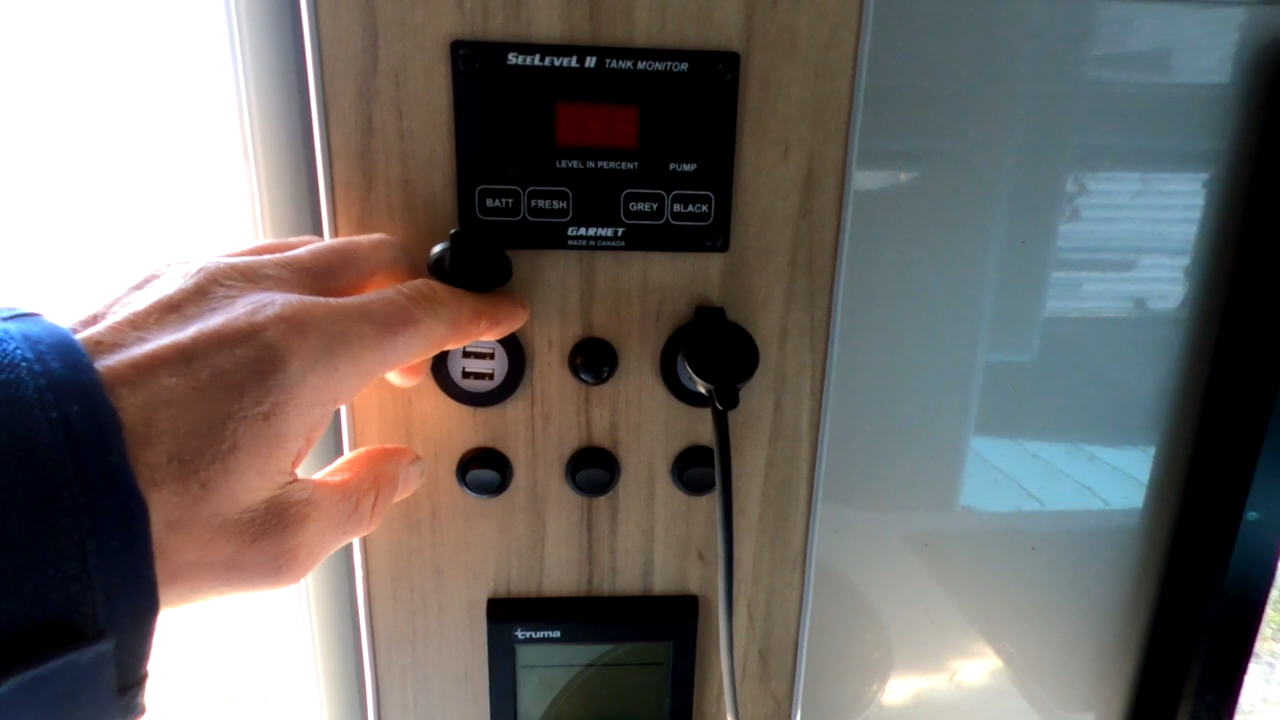 SEELEVEL II TANK MONITOR
LEVEL IN PERCENT PUMP
BATT FRESH GREY BLACK
GARNET
MADE IN CANADA
truma